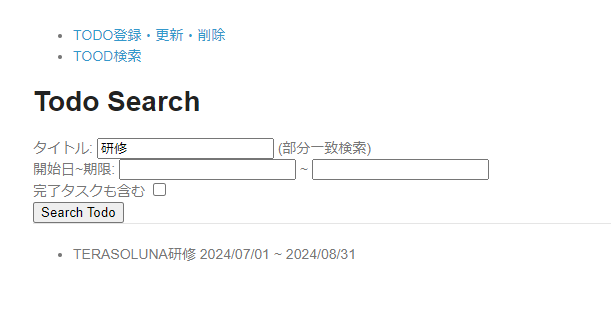 TODO登録・更新・削除
TOOD検索
Todo Search
タイトル: 研修 (部分一致検索)
開始日~期限: ~
完了タスクも含む
Search Todo
TERASOLUNA研修 2024/07/01 ~ 2024/08/31